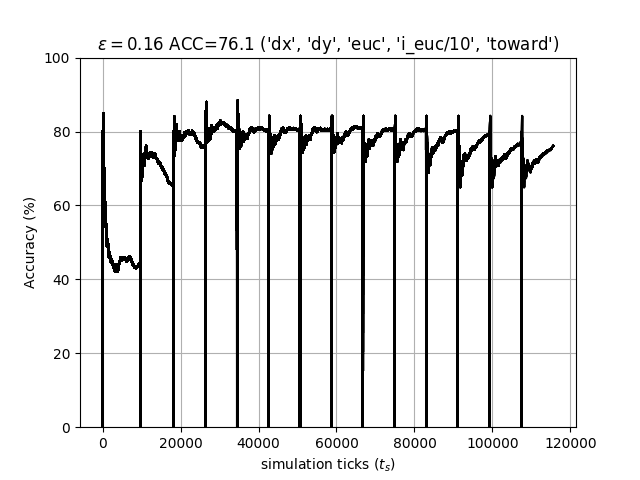 ε = 0.16 ACC=76.1 ('dx', 'dy', 'euc', 'i_euc/10', 'toward')
100
80
60
40
20
0
Accuracy (%)
0 20000 40000 60000 80000 100000 120000
simulation ticks (tₛ)